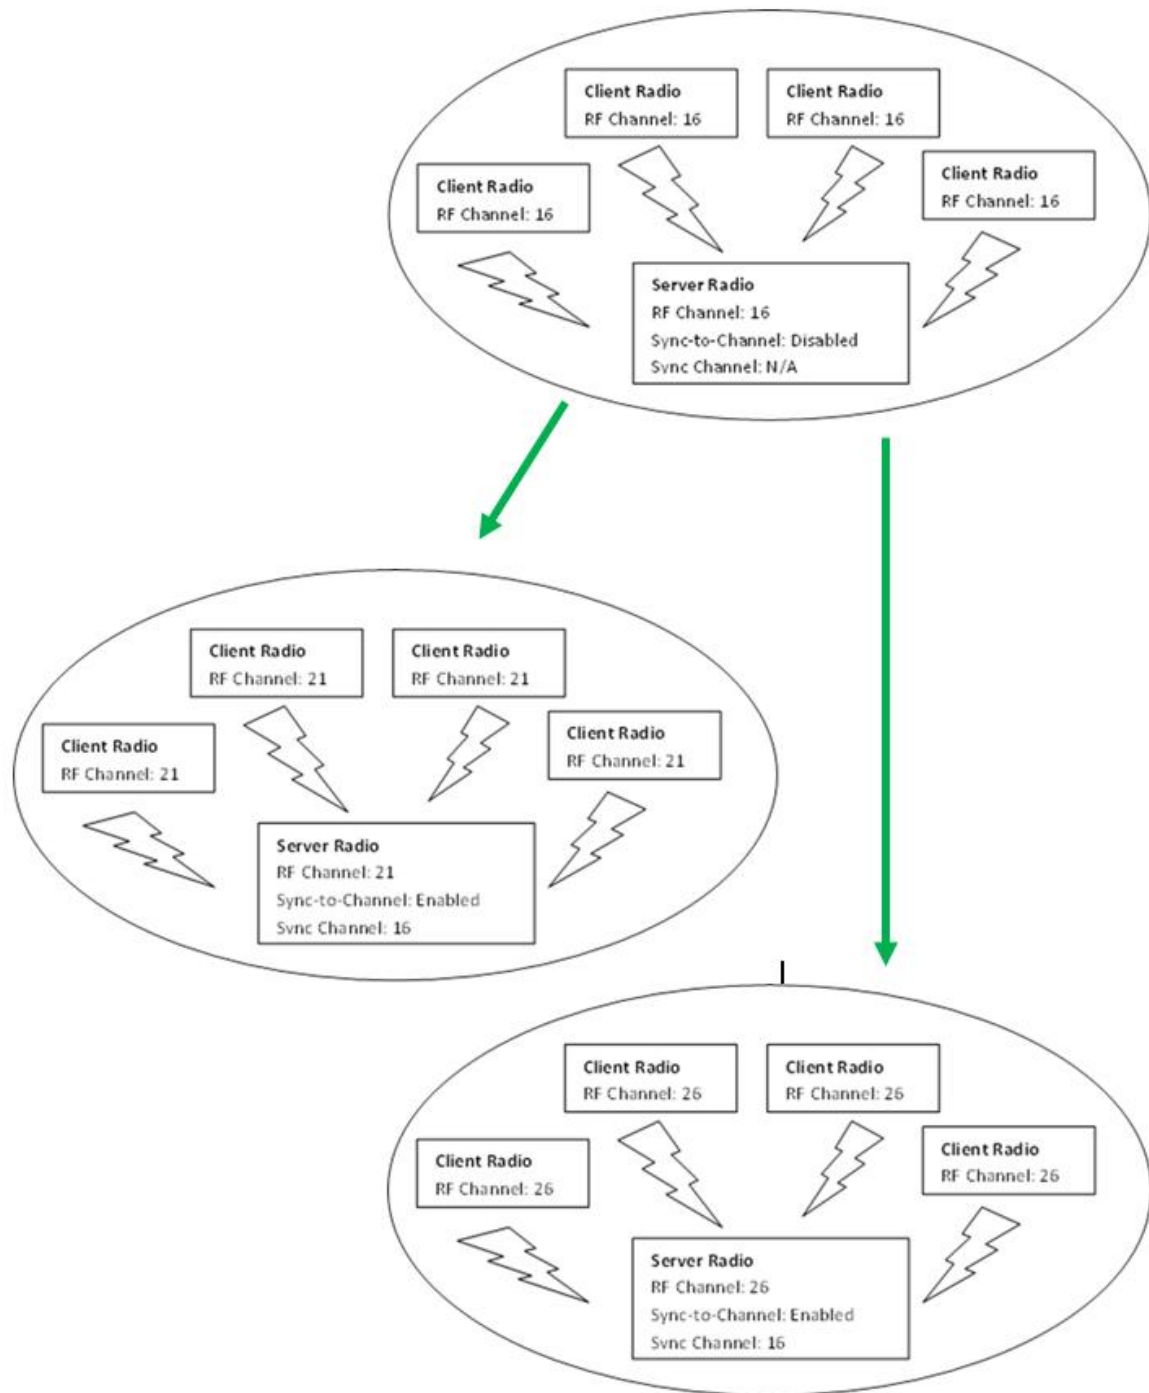 Client Radio
RF Channel: 16
Client Radio
RF Channel: 16
Client Radio
RF Channel: 16
Client Radio
RF Channel: 16
Server Radio
RF Channel: 16
Sync-to-Channel: Disabled
Sync Channel: N/A
Client Radio
RF Channel: 21
Client Radio
RF Channel: 21
Client Radio
RF Channel: 21
Client Radio
RF Channel: 21
Server Radio
RF Channel: 21
Sync-to-Channel: Enabled
Sync Channel: 16
Client Radio
RF Channel: 26
Client Radio
RF Channel: 26
Client Radio
RF Channel: 26
Client Radio
RF Channel: 26
Server Radio
RF Channel: 26
Sync-to-Channel: Enabled
Sync Channel: 16